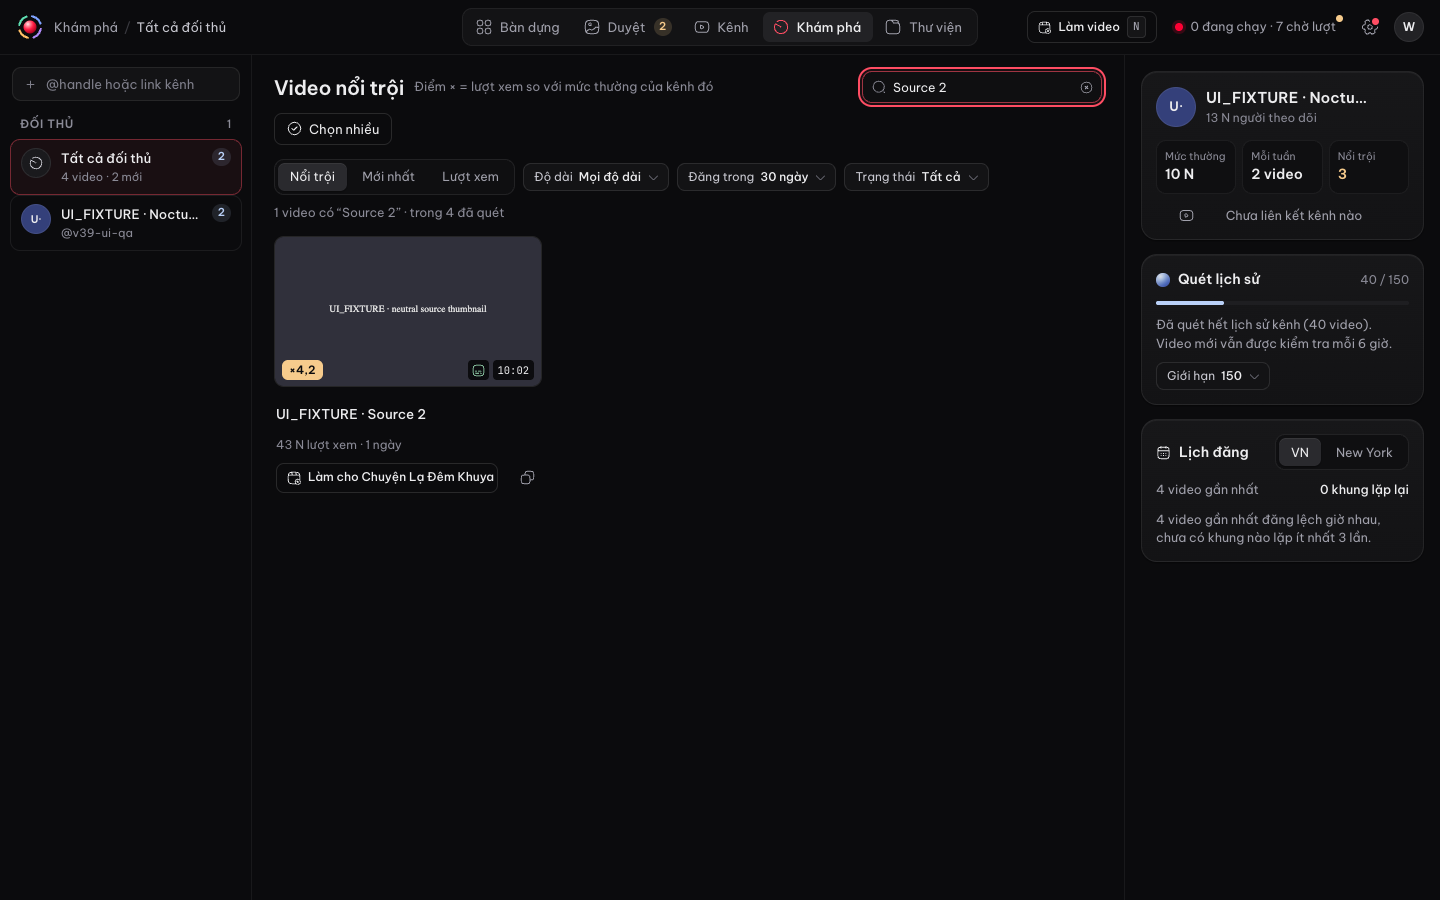 Khám phá / Tất cả đối thủ
Bàn dựng
Duyệt 2
Kênh
Khám phá
Thư viện
Làm video N
0 đang chạy · 7 chờ lượt
W
+ @handle hoặc link kênh
ĐỐI THỦ 1
Tất cả đối thủ 2
4 video · 2 mới
U·
UI_FIXTURE · Noctu... 2
@v39-ui-qa
Video nổi trội
Điểm × = lượt xem so với mức thường của kênh đó
Source 2
Chọn nhiều
Nổi trội
Mới nhất
Lượt xem
Độ dài Mọi độ dài
Đăng trong 30 ngày
Trạng thái Tất cả
1 video có “Source 2” · trong 4 đã quét
UI_FIXTURE · neutral source thumbnail
×4,2
10:02
UI_FIXTURE · Source 2
43 N lượt xem · 1 ngày
Làm cho Chuyện Lạ Đêm Khuya
U·
UI_FIXTURE · Noctu...
13 N người theo dõi
Mức thường
10 N
Mỗi tuần
2 video
Nổi trội
3
Chưa liên kết kênh nào
Quét lịch sử 40 / 150
Đã quét hết lịch sử kênh (40 video).
Video mới vẫn được kiểm tra mỗi 6 giờ.
Giới hạn 150
Lịch đăng
VN
New York
4 video gần nhất 0 khung lặp lại
4 video gần nhất đăng lệch giờ nhau,
chưa có khung nào lặp ít nhất 3 lần.